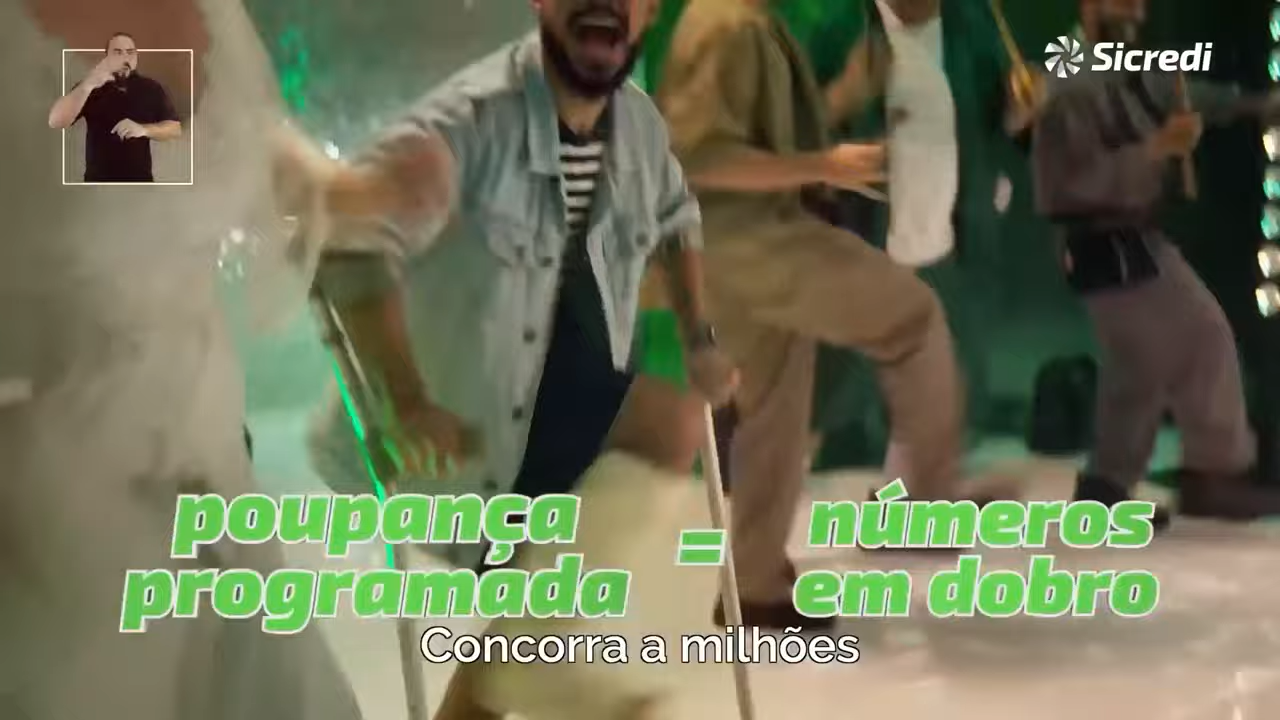 Sicredi
poupança
programada
=
números
em dobro
Concorra a milhões